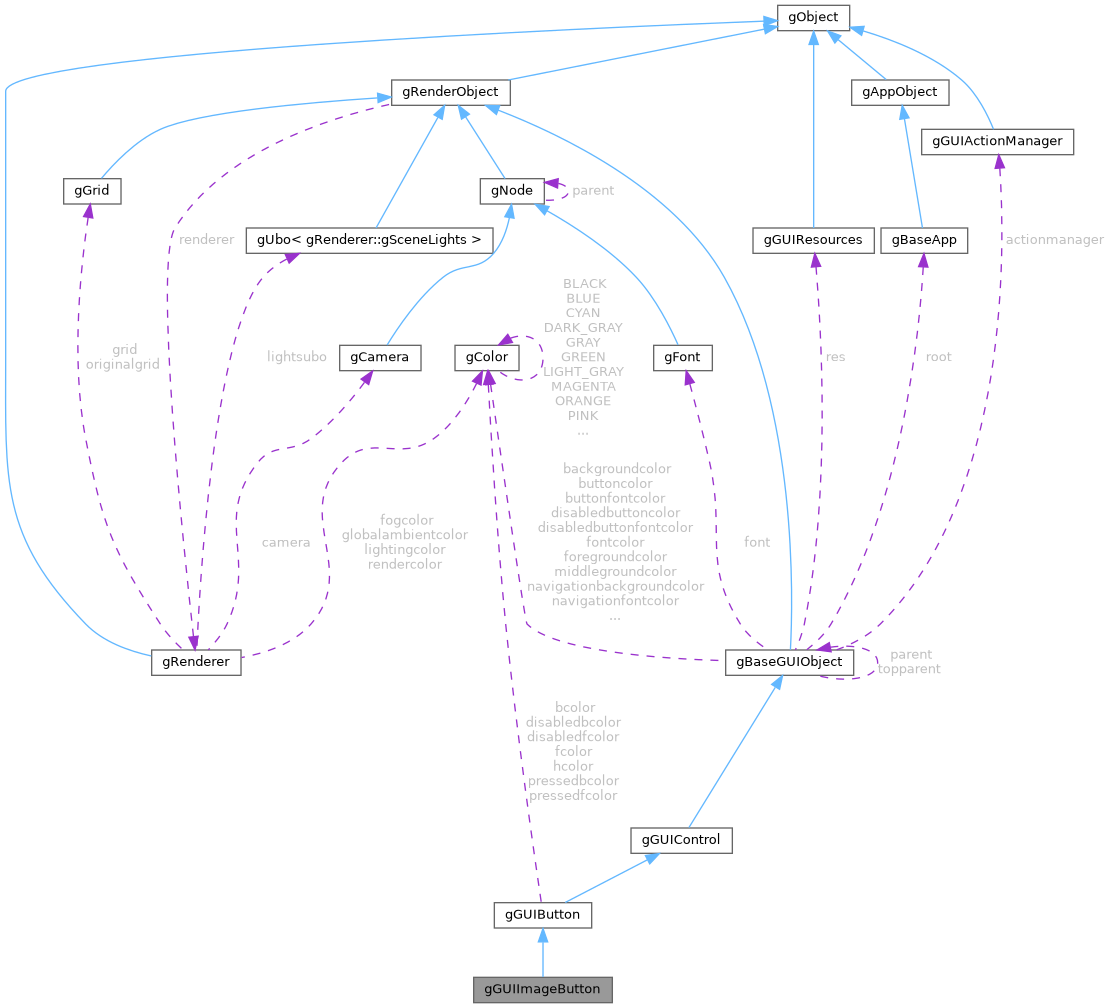 gObject
gRenderObject
gAppObject
gGUIActionManager
gGrid
gNode
parent
renderer
gUbo< gRenderer::gSceneLights >
gGUIResources
gBaseApp
actionmanager
BLACK
BLUE
CYAN
DARK_GRAY
GRAY
GREEN
LIGHT_GRAY
MAGENTA
ORANGE
PINK
...
grid
originalgrid
lightsubo
gCamera
gColor
gFont
res
root
backgroundcolor
buttoncolor
buttonfontcolor
disabledbuttoncolor
disabledbuttonfontcolor
fontcolor
foregroundcolor
middlegroundcolor
navigationbackgroundcolor
navigationfontcolor
...
camera
fogcolor
globalambientcolor
lightingcolor
rendercolor
font
gRenderer
gBaseGUIObject
parent
topparent
bcolor
disabledbcolor
disabledfcolor
fcolor
hcolor
pressedbcolor
pressedfcolor
gGUIControl
gGUIButton
gGUIImageButton